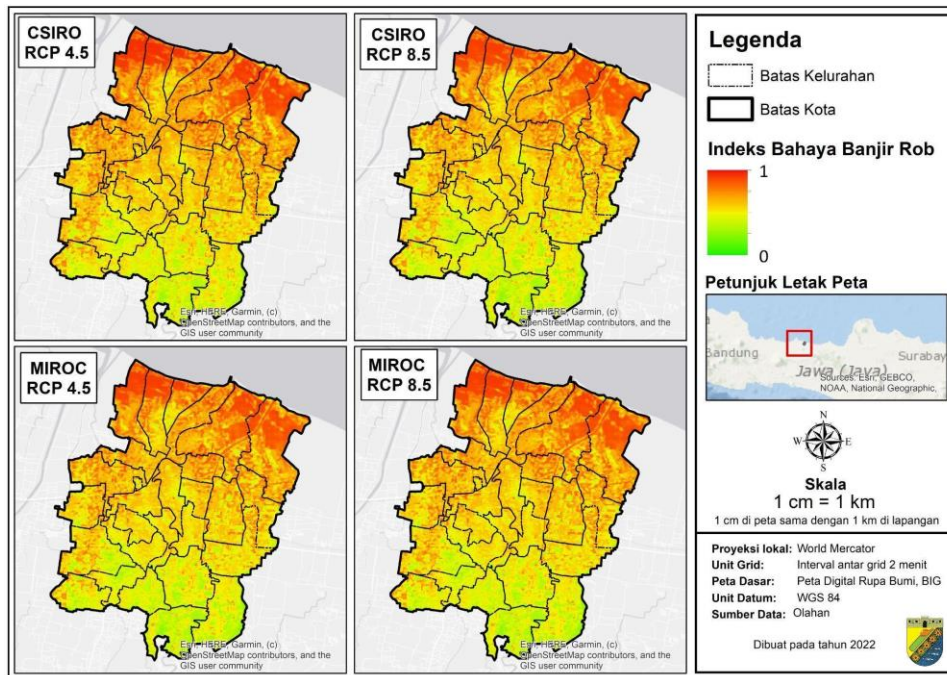 CSIRO
RCP 4.5
Esri, HERE, Garmin, (c)
OpenStreetMap contributors, and the
GIS user community
CSIRO
RCP 8.5
Esri, HERE, Garmin, (c)
OpenStreetMap contributors, and the
GIS user community
MIROC
RCP 4.5
Esri, HERE, Garmin, (c)
OpenStreetMap contributors, and the
GIS user community
MIROC
RCP 8.5
Esri, HERE, Garmin, (c)
OpenStreetMap contributors, and the
GIS user community
Legenda
Batas Kelurahan
Batas Kota
Indeks Bahaya Banjir Rob
1
0
Petunjuk Letak Peta
Bandung
Surabay
Jawa (Java)
Sources: Esri, GEBCO,
NOAA, National Geographic,
N
W E
S
Skala
1 cm = 1 km
1 cm di peta sama dengan 1 km di lapangan
Proyeksi lokal: World Mercator
Unit Grid: Interval antar grid 2 menit
Peta Dasar: Peta Digital Rupa Bumi, BIG
Unit Datum: WGS 84
Sumber Data: Olahan
Dibuat pada tahun 2022